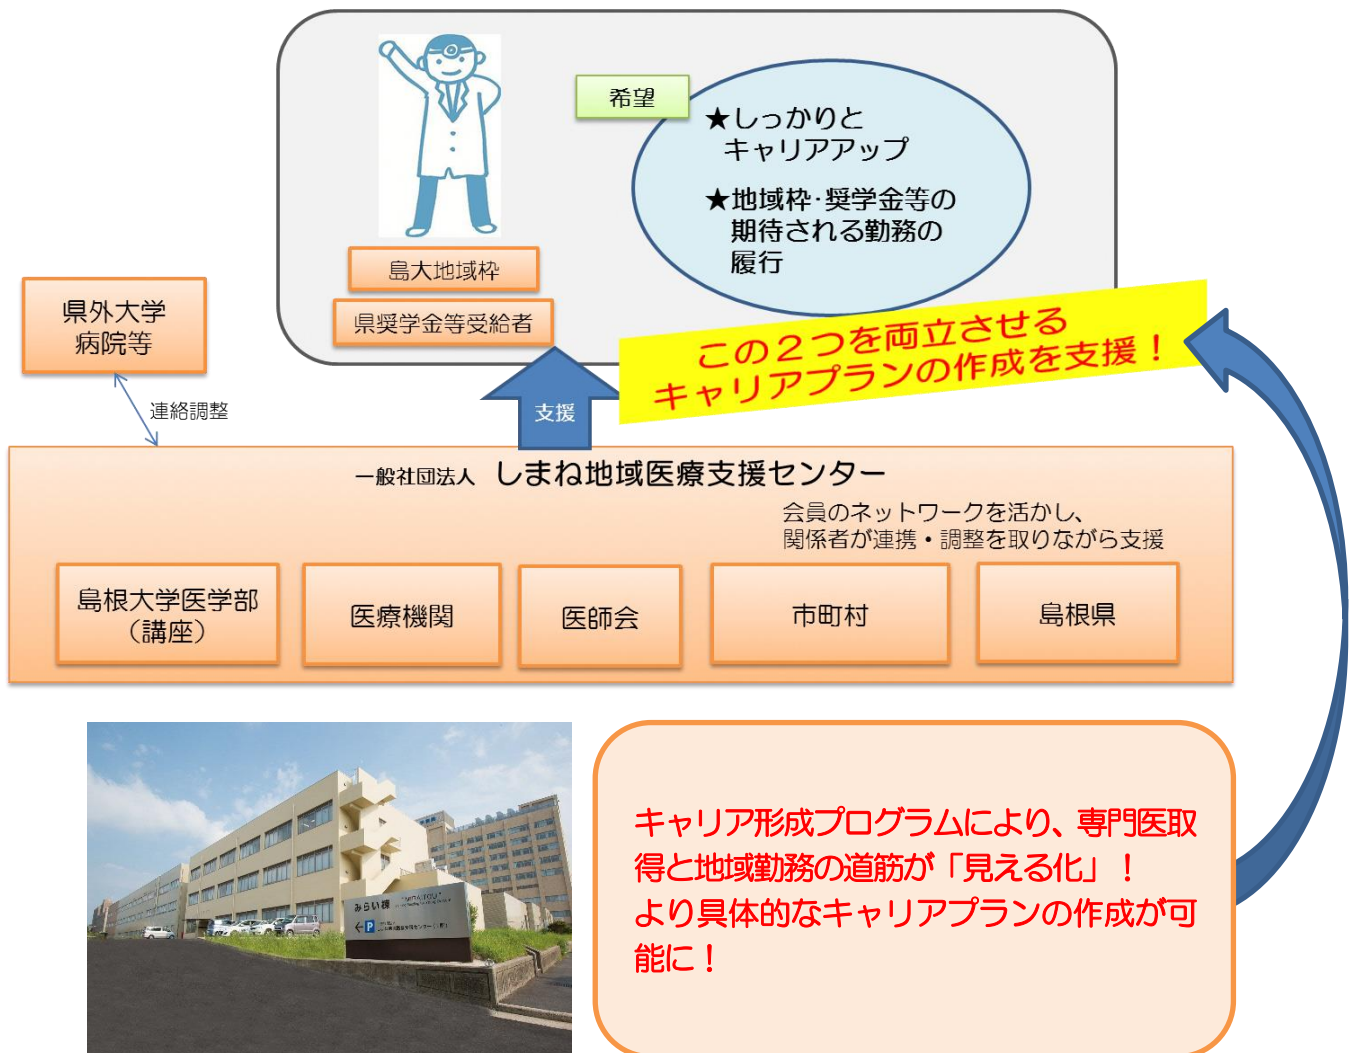 希望
★しっかりと
キャリアアップ
★地域枠・奨学金等の
期待される勤務の
履行
島大地域枠
県奨学金等受給者
県外大学
病院等
この２つを両立させる
キャリアプランの作成を支援！
連絡調整
支援
一般社団法人 しまね地域医療支援センター
会員のネットワークを活かし、
関係者が連携・調整を取りながら支援
島根大学医学部
（講座）
医療機関
医師会
市町村
島根県
みらい棟
P
キャリア形成プログラムにより、専門医取
得と地域勤務の道筋が「見える化」！
より具体的なキャリアプランの作成が可
能に！